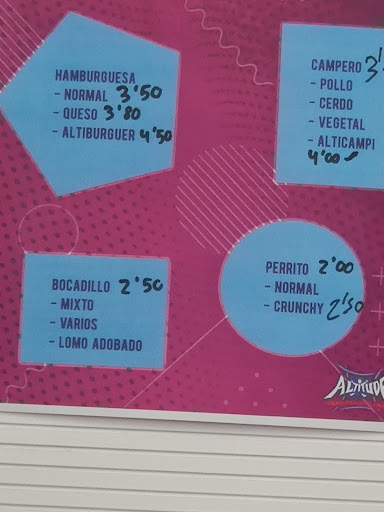 HAMBURGUESA
- NORMAL 3'50
- QUESO 3'80
- ALTIBURGUER 4'50
CAMPERO
- POLLO
- CERDO
- VEGETAL
- ALTICAMPI
4'00
BOCADILLO 2'50
- MIXTO
- VARIOS
- LOMO ADOBADO
PERRITO 2'00
- NORMAL
- CRUNCHY 2'50